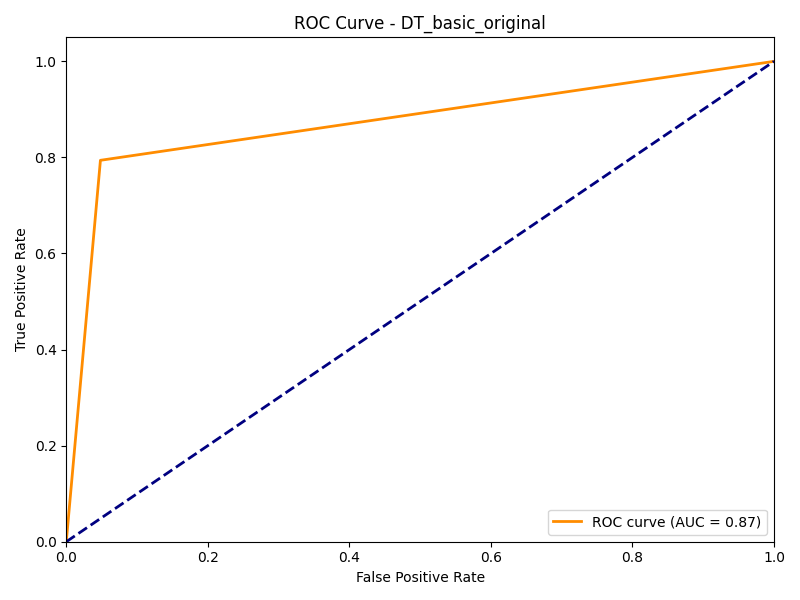 ROC Curve - DT_basic_original
1.0
0.8
0.6
0.4
0.2
0.0
True Positive Rate
0.0 0.2 0.4 0.6 0.8 1.0
False Positive Rate
ROC curve (AUC = 0.87)